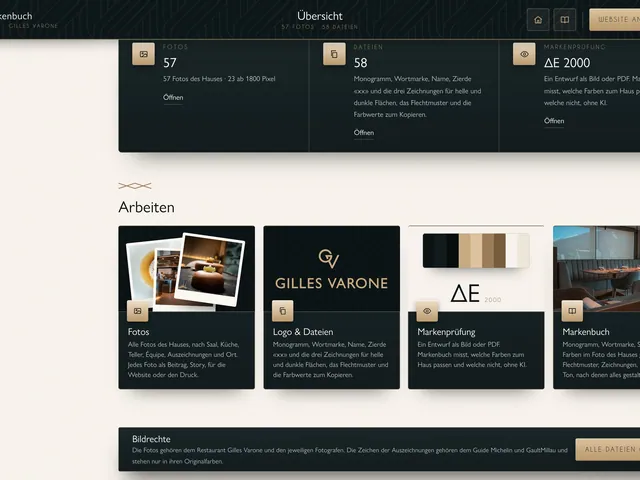 kenbuch
GILLES VARONE
Übersicht
57 FOTOS · 58 DATEIEN
WEBSITE AN
FOTOS
57
57 Fotos des Hauses · 23 ab 1800 Pixel
Öffnen
DATEIEN
58
Monogramm, Wortmarke, Name, Zierde
«xxx» und die drei Zeichnungen für helle und
dunkle Flächen, das Flechtmuster und die
Farbwerte zum Kopieren.
Öffnen
MARKENPRÜFUNG
ΔE 2000
Ein Entwurf als Bild oder PDF. Ma
misst, welche Farben zum Haus p
welche nicht, ohne KI.
Öffnen
Arbeiten
Fotos
Alle Fotos des Hauses, nach Saal, Küche,
Teller, Équipe, Auszeichnungen und Ort.
Jedes Foto als Beitrag, Story, für die
Website oder den Druck.
GV
GILLES VARONE
Logo & Dateien
Monogramm, Wortmarke, Name, Zierde
«xxx» und die drei Zeichnungen für helle
und dunkle Flächen, das Flechtmuster und
die Farbwerte zum Kopieren.
ΔE 2000
Markenprüfung
Ein Entwurf als Bild oder PDF.
Markenbuch misst, welche Farben zum
Haus passen und welche nicht, ohne KI.
Markenbuch
Monogramm, Wortmarke, S
Farben im Foto des Hauses
Flechtmuster, Zeichnungen,
Ton, nach denen alles gestalt
Bildrechte
Die Fotos gehören dem Restaurant Gilles Varone und den jeweiligen Fotografen. Die Zeichen der Auszeichnungen gehören dem Guide Michelin und GaultMillau und
stehen nur in ihren Originalfarben.
ALLE DATEIEN